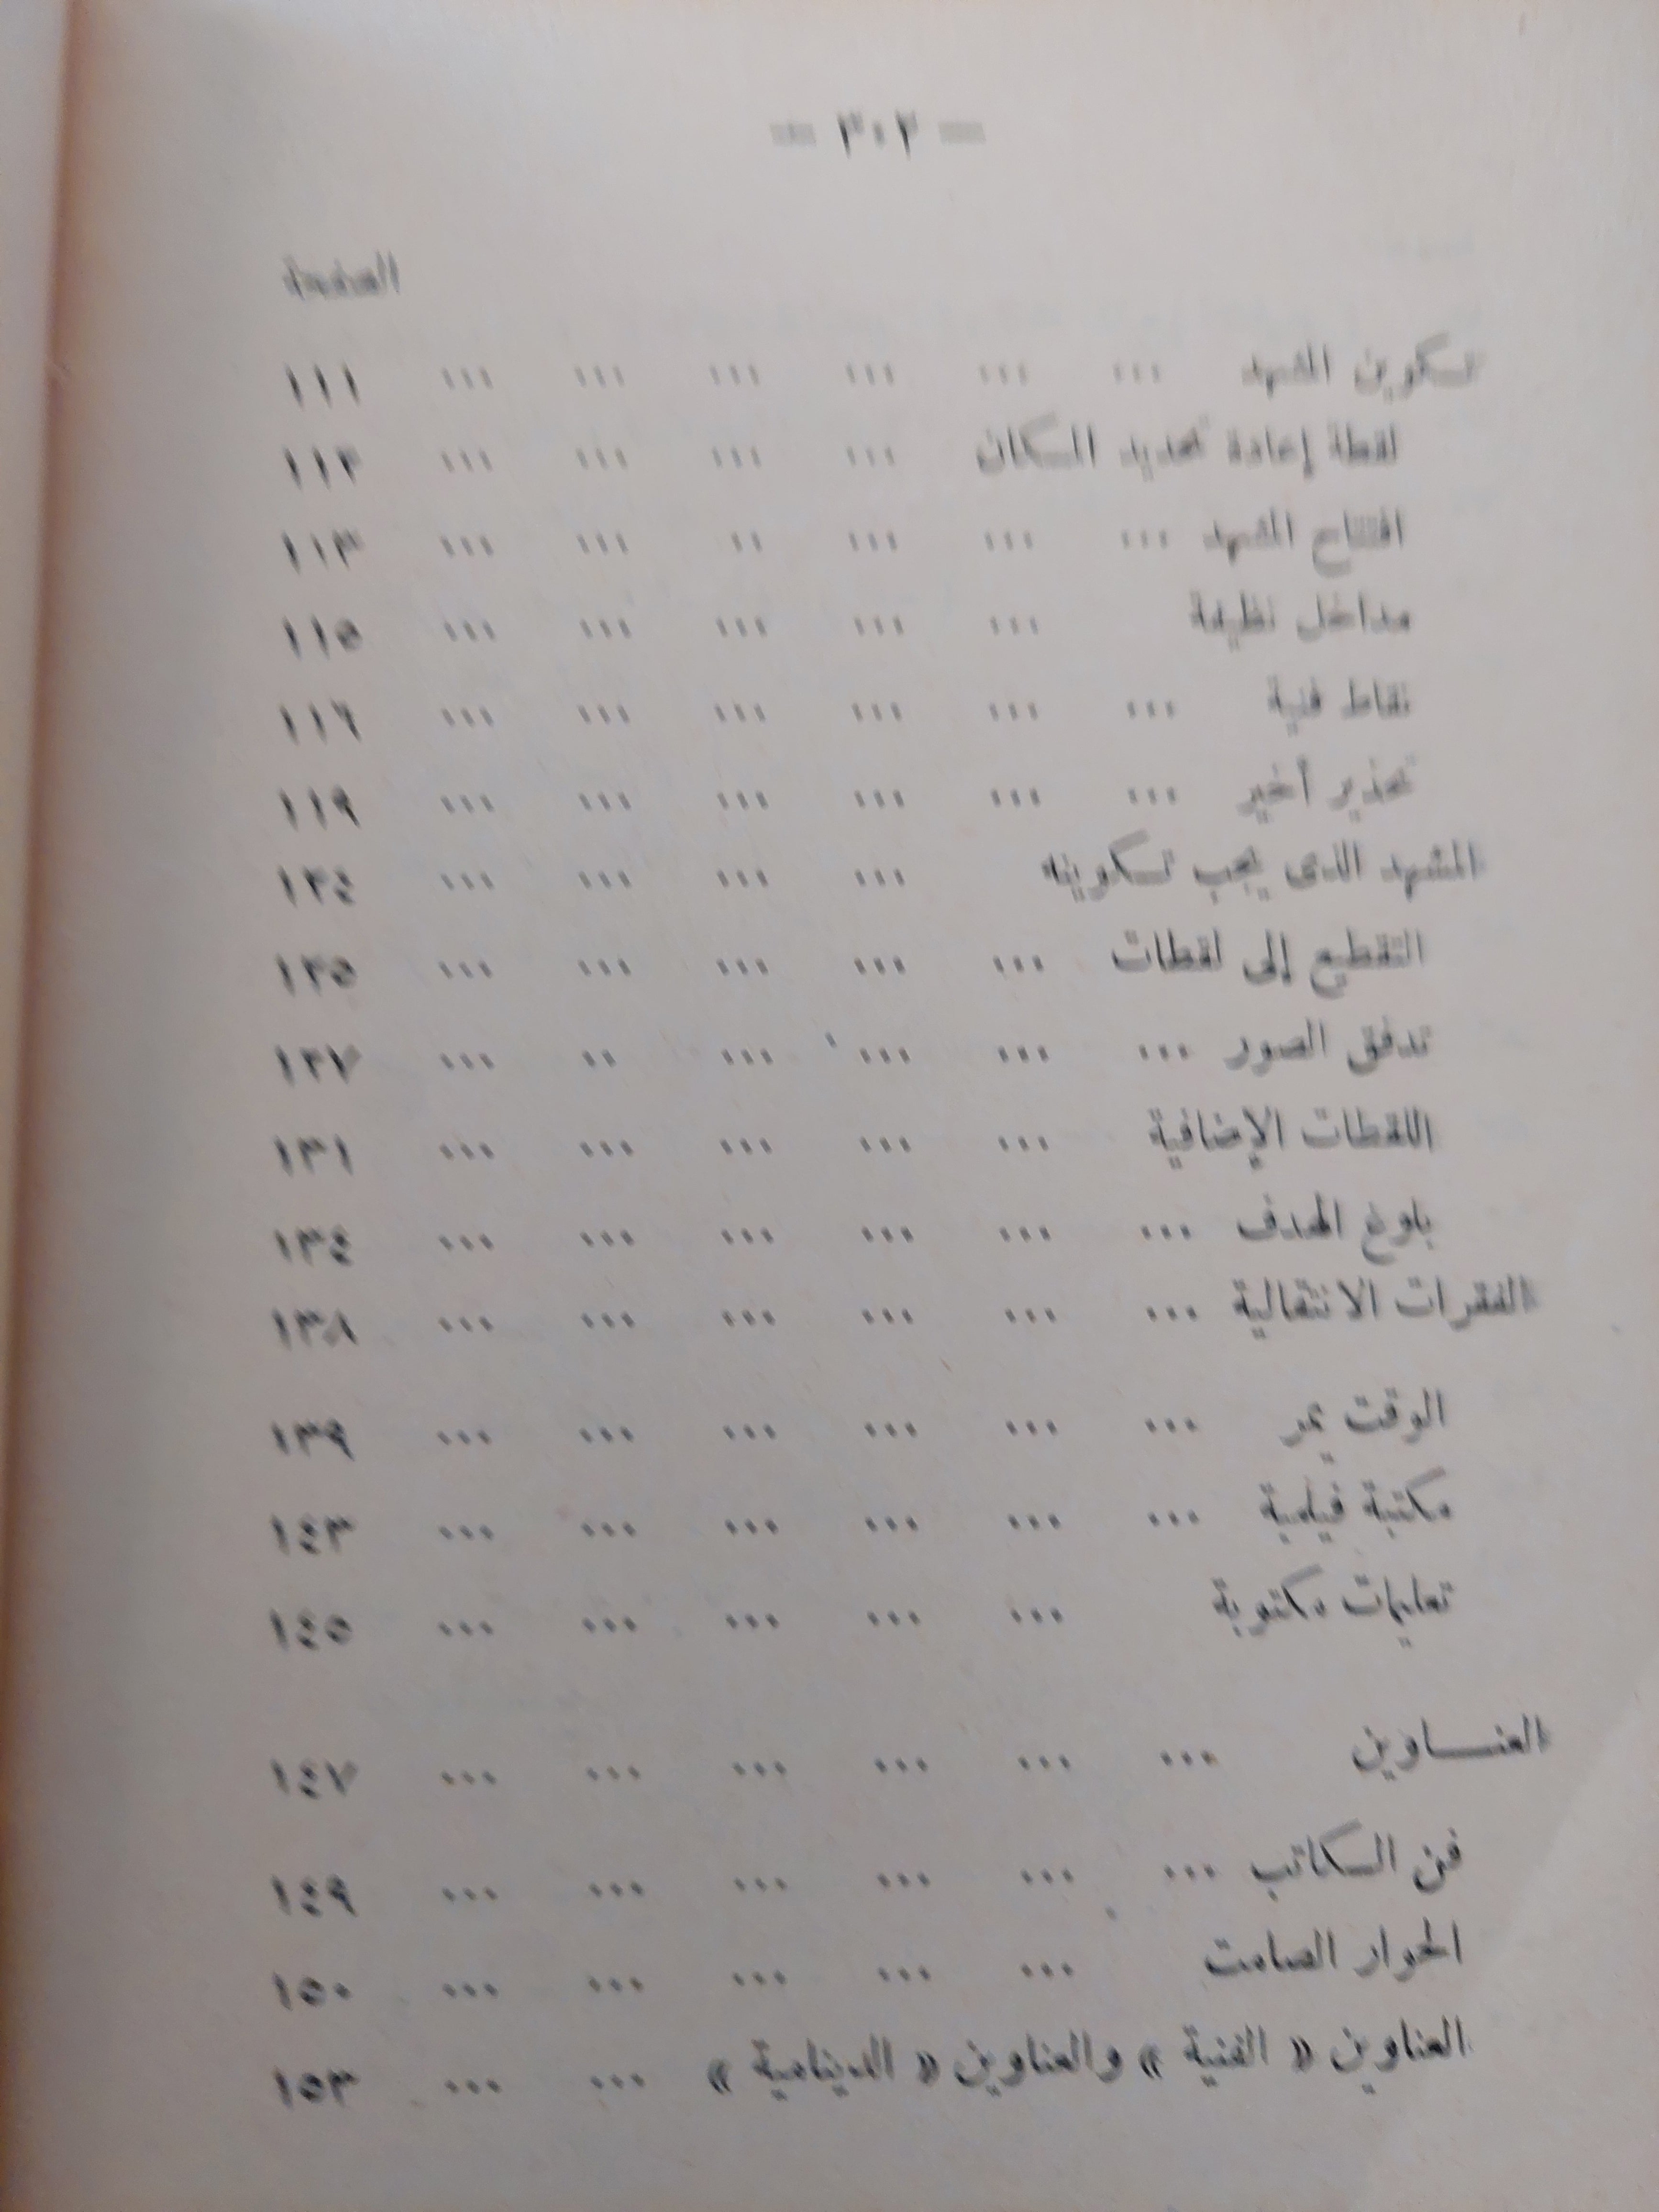 — ٣٠٢ —
الصفحة
تكوين المشهد ... ... ... ... ... ... ١١١
لقطة إعادة تحديد المكان ... ... ... ... ١١٢
افتتاح المشهد ... ... ... .. ... ... ١١٣
مداخل نظيفة ... ... ... ... ... ١١٥
نقاط فنية ... ... ... ... ... ... ١١٦
تحذير أخير ... ... ... ... ... ... ١١٩
المشهد الذى يجب تكوينه ... ... ... ... ١٢٤
التقطيع إلى لقطات ... ... ... ... ... ١٢٥
تدفق الصور ... ... ... ... .. ... ١٢٧
اللقطات الإضافية ... ... ... ... ... ١٣١
بلوغ الهدف ... ... ... ... ... ... ١٣٤
الفقرات الانتقالية ... ... ... ... ... ... ١٣٨
الوقت يمر ... ... ... ... ... ... ١٣٩
مكتبة فيلمية ... ... ... ... ... ... ١٤٣
تعليمات مكتوبة ... ... ... ... ... ١٤٥
العنـــاوين ... ... ... ... ... ... ١٤٧
فن الكاتب ... ... ... ... ... ... ١٤٩
الحوار الصامت ... ... ... ... ... ١٥٠
العناوين « الفنية » والعناوين « الدينامية » ... ... ١٥٣